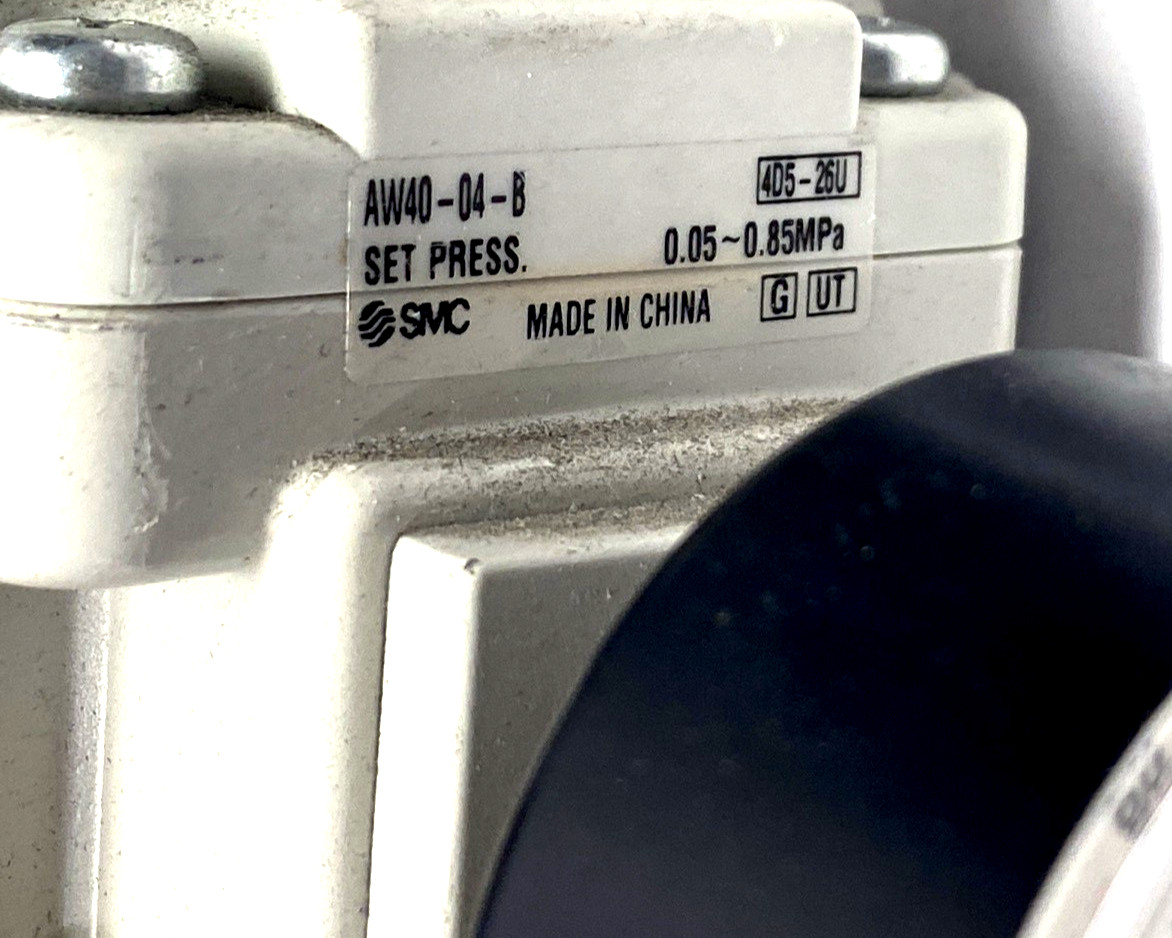 AW40-04-B 4D5-26U
SET PRESS. 0.05~0.85MPa
SMC MADE IN CHINA G UT